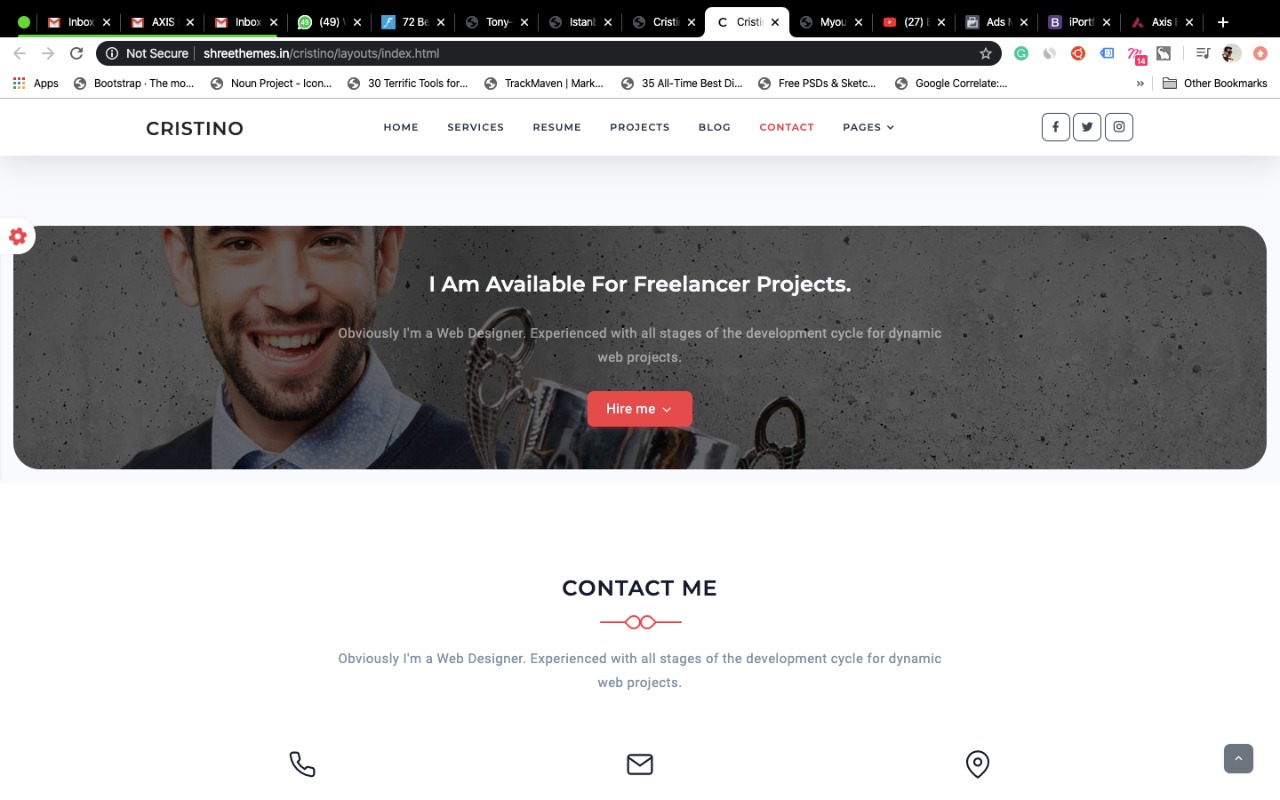 Inbox
AXIS
Inbox
(49)
72 Be
Tony-
Istanb
Cristin
Cristin
Myou
(27)
Ads
iPortf
Axis
Not Secure
shreethemes.in/cristino/layouts/index.html
14
Apps
Bootstrap · The mo...
Noun Project - Icon...
30 Terrific Tools for...
TrackMaven | Mark...
35 All-Time Best Di...
Free PSDs & Sketc...
Google Correlate:...
»
Other Bookmarks
CRISTINO
HOME
SERVICES
RESUME
PROJECTS
BLOG
CONTACT
PAGES
I Am Available For Freelancer Projects.
Obviously I'm a Web Designer. Experienced with all stages of the development cycle for dynamic
web projects.
Hire me
CONTACT ME
Obviously I'm a Web Designer. Experienced with all stages of the development cycle for dynamic
web projects.